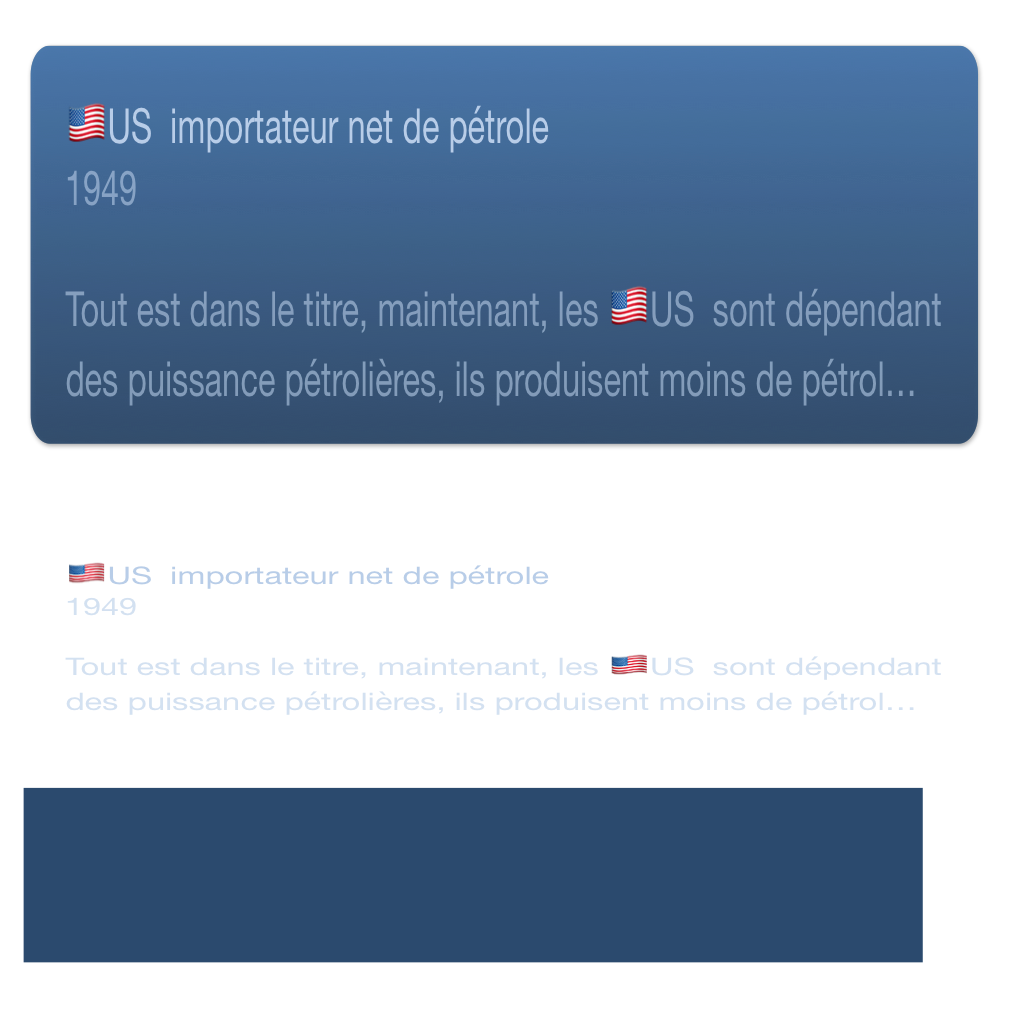 🇺🇸US importateur net de pétrole
1949
Tout est dans le titre, maintenant, les 🇺🇸US sont dépendant
des puissance pétrolières, ils produisent moins de pétrol...
🇺🇸US importateur net de pétrole
1949
Tout est dans le titre, maintenant, les 🇺🇸US sont dépendant
des puissance pétrolières, ils produisent moins de pétrol...